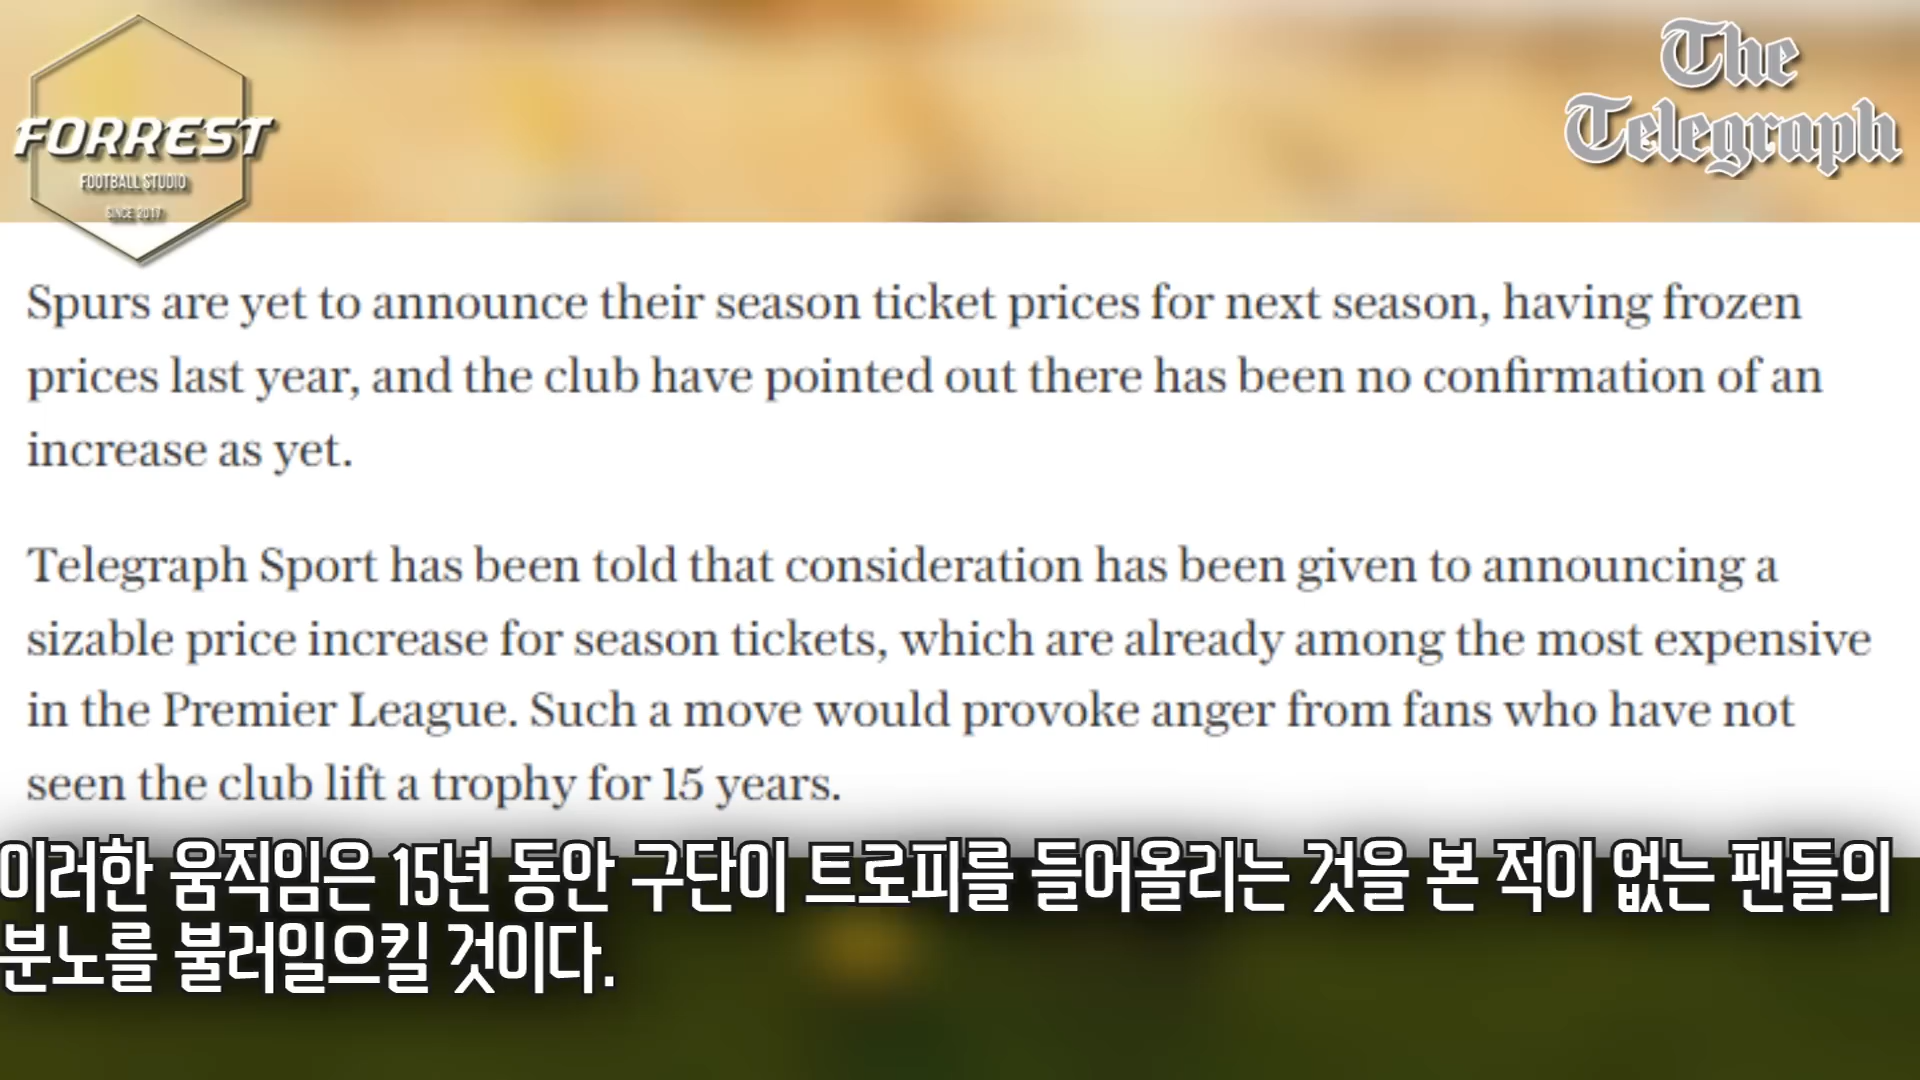 FORREST
FOOTBALL STUDIO
SINCE 2017
The
Telegraph
Spurs are yet to announce their season ticket prices for next season, having frozen
prices last year, and the club have pointed out there has been no confirmation of an
increase as yet.
Telegraph Sport has been told that consideration has been given to announcing a
sizable price increase for season tickets, which are already among the most expensive
in the Premier League. Such a move would provoke anger from fans who have not
seen the club lift a trophy for 15 years.
이러한 움직임은 15년 동안 구단이 트로피를 들어올리는 것을 본 적이 없는 팬들의
분노를 불러일으킬 것이다.